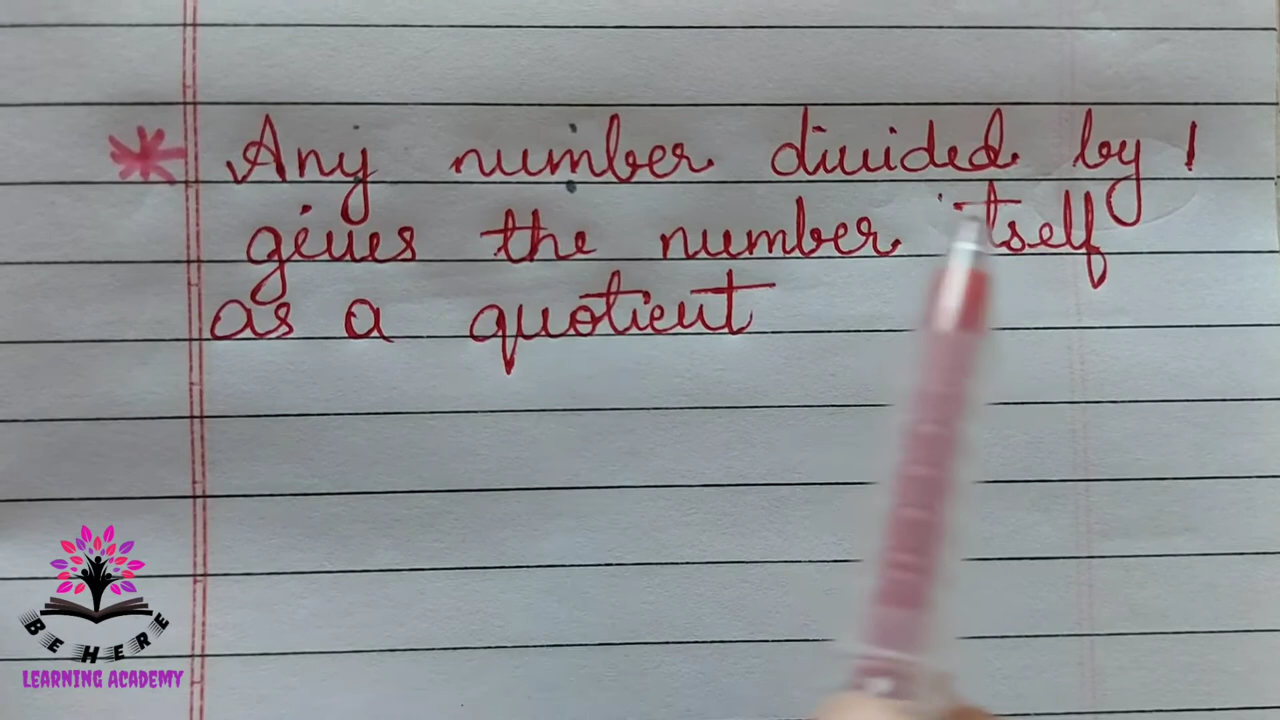 * Any number divided by 1
gives the number itself
as a quotient
BE HERE
LEARNING ACADEMY